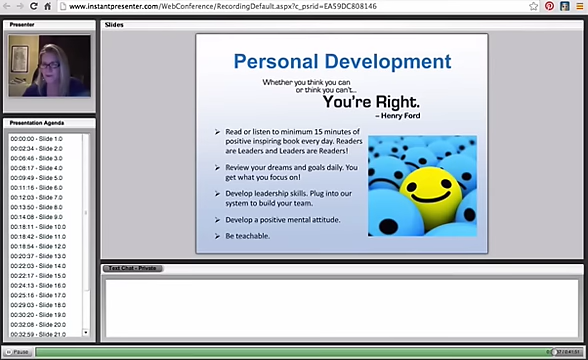 www.instantpresenter.com/WebConference/RecordingDefault.aspx?c_psrid=EA59DC808146
Presenter
Slides
Personal Development
Whether you think you can
or think you can't...
You're Right.
– Henry Ford
Read or listen to minimum 15 minutes of
positive inspiring book every day. Readers
are Leaders and Leaders are Readers!
Review your dreams and goals daily. You
get what you focus on!
Develop leadership skills. Plug into our
system to build your team.
Develop a positive mental attitude.
Be teachable.
Presentation Agenda
00:00:00 - Slide 1.0
00:02:34 - Slide 2.0
00:06:46 - Slide 3.0
00:08:17 - Slide 4.0
00:09:49 - Slide 5.0
00:11:16 - Slide 6.0
00:12:03 - Slide 7.0
00:13:50 - Slide 8.0
00:14:08 - Slide 9.0
00:18:11 - Slide 10.0
00:18:42 - Slide 11.0
00:18:54 - Slide 12.0
00:20:37 - Slide 13.0
00:22:03 - Slide 14.0
00:22:17 - Slide 15.0
00:24:13 - Slide 16.0
00:25:16 - Slide 17.0
00:29:03 - Slide 18.0
00:30:20 - Slide 19.0
00:32:08 - Slide 20.0
00:32:59 - Slide 21.0
Text Chat - Private
Pause